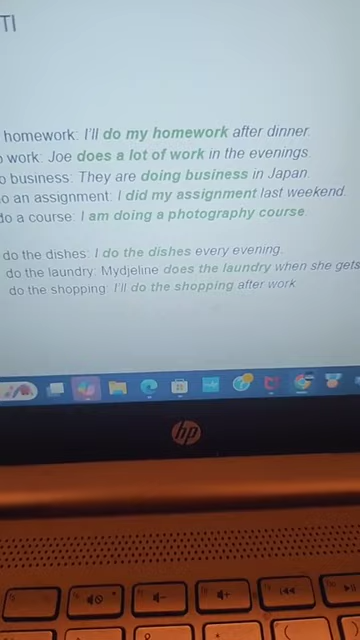 TI
homework: I'll do my homework after dinner.
o work: Joe does a lot of work in the evenings.
o business: They are doing business in Japan.
o an assignment: I did my assignment last weekend.
do a course: I am doing a photography course.
do the dishes: I do the dishes every evening.
do the laundry: Mydjeline does the laundry when she gets
do the shopping: I'll do the shopping after work
hp